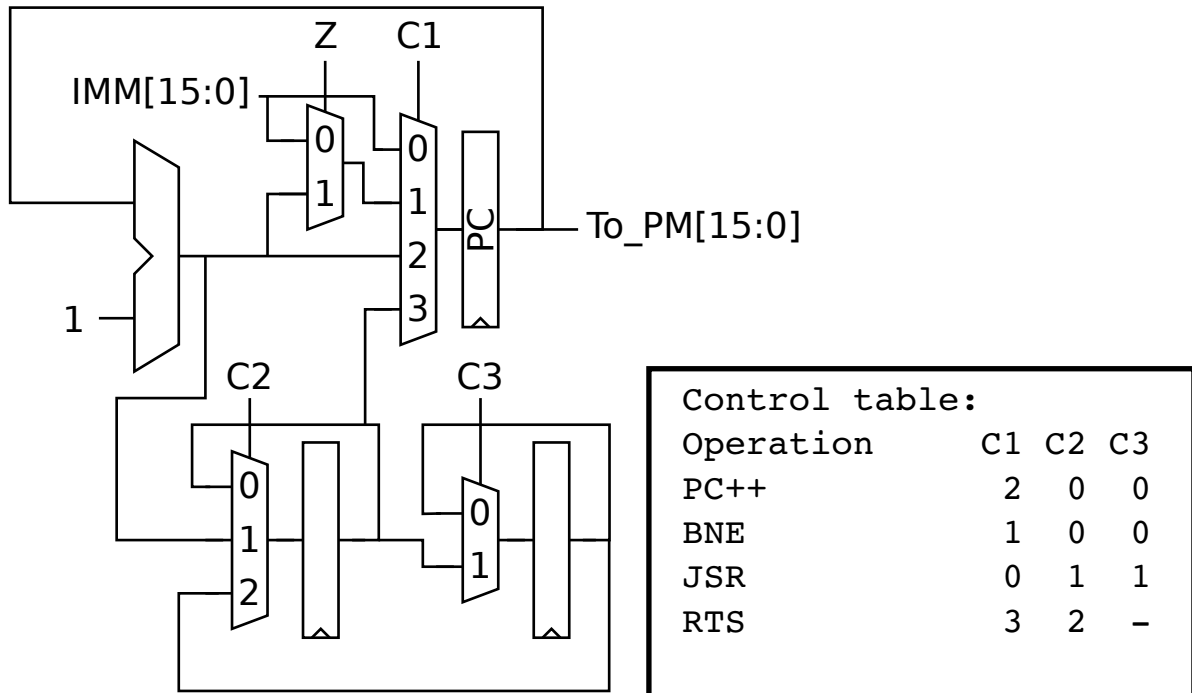 Z
C1
IMM[15:0]
0
1
0
1
2
3
PC
To_PM[15:0]
1
C2
C3
0
1
2
0
1
Control table:
Operation C1 C2 C3
PC++ 2 0 0
BNE 1 0 0
JSR 0 1 1
RTS 3 2 -